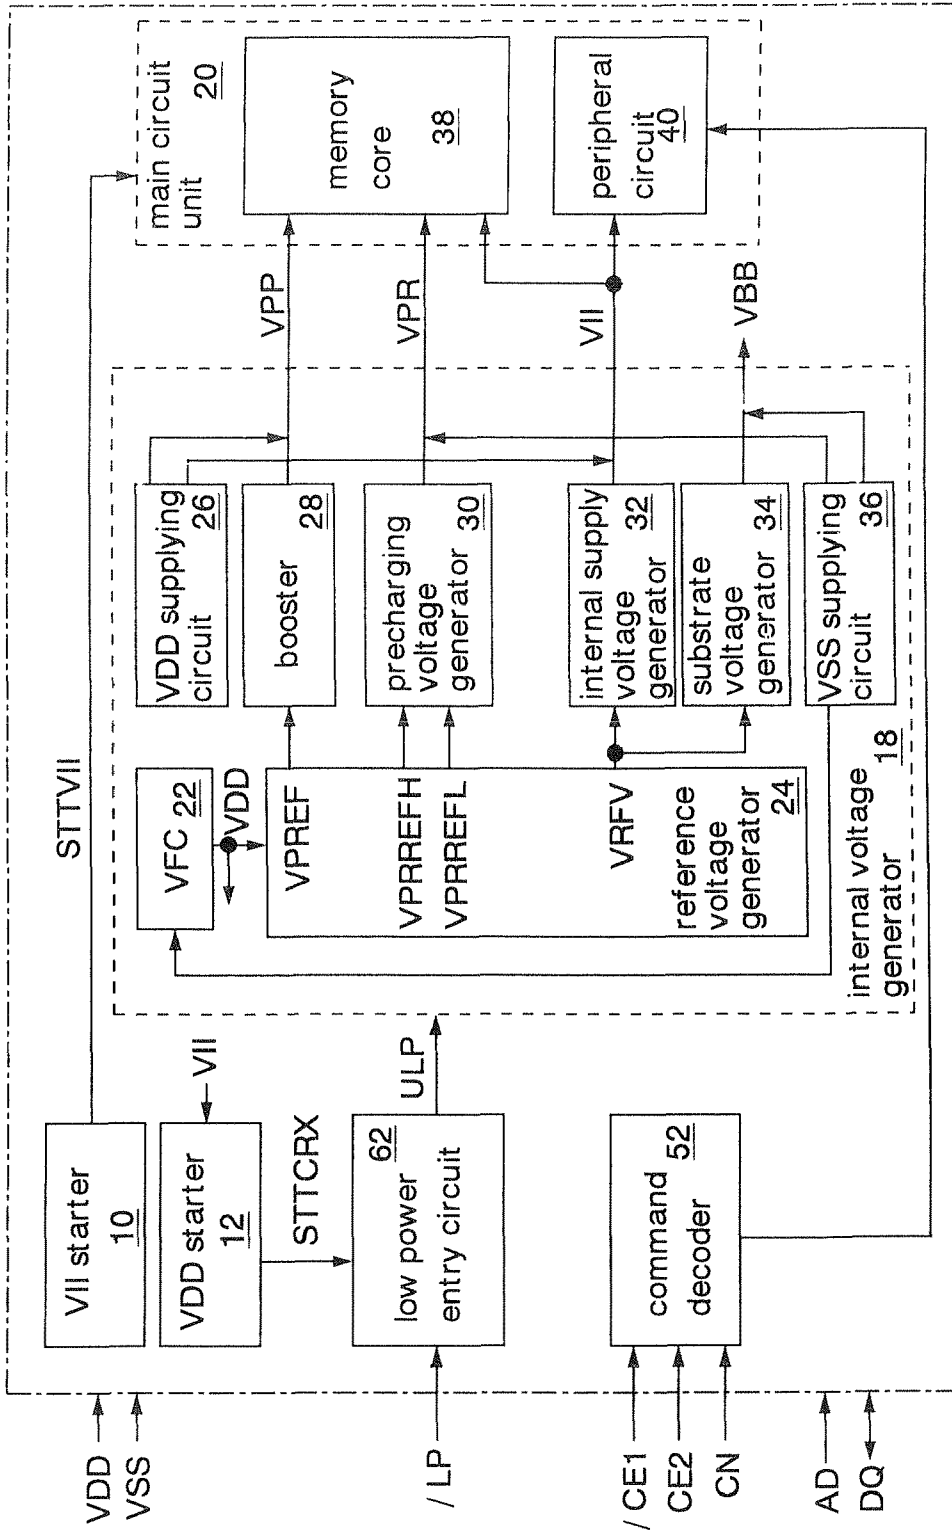 VDD
VSS
/ LP
/ CE1
CE2
CN
AD
DQ
VII starter
10
VDD starter
12
VII
STTCRX
low power
entry circuit
62
ULP
command
decoder
52
STTVII
VFC 22
VDD
VPREF
VPRREFH
VPRREFL
VRFV
reference
voltage
generator
24
VDD supplying
circuit
26
booster
28
precharging
voltage
generator
30
internal supply
voltage
generator
32
substrate
voltage
generator
34
VSS supplying
circuit
36
internal voltage
generator
18
VPP
VPR
VII
VBB
main circuit
unit
20
memory
core
38
peripheral
circuit
40